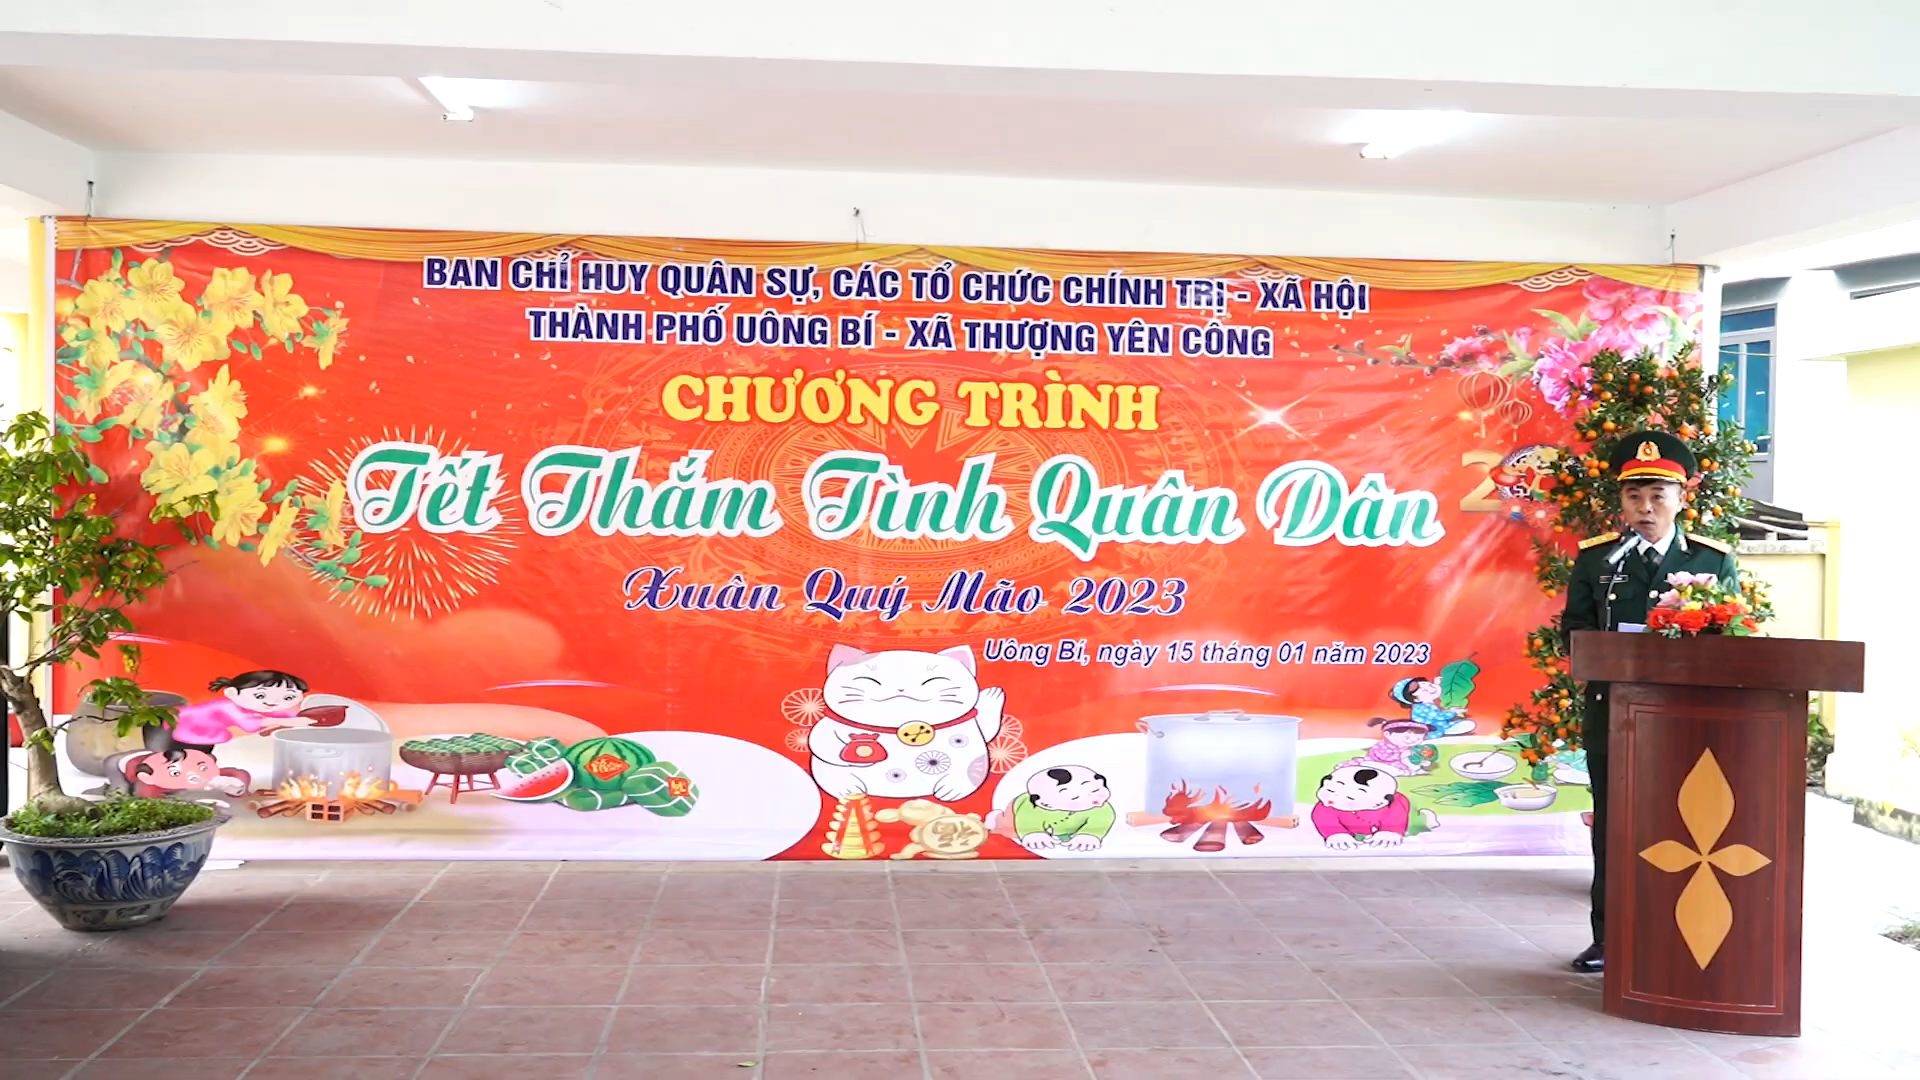 BAN CHỈ HUY QUÂN SỰ, CÁC TỔ CHỨC CHÍNH TRỊ - XÃ HỘI
THÀNH PHỐ UÔNG BÍ - XÃ THƯỢNG YÊN CÔNG
CHƯƠNG TRÌNH
Tết Thắm Tình Quân Dân
Xuân Quý Mão 2023
Uông Bí, ngày 15 tháng 01 năm 2023